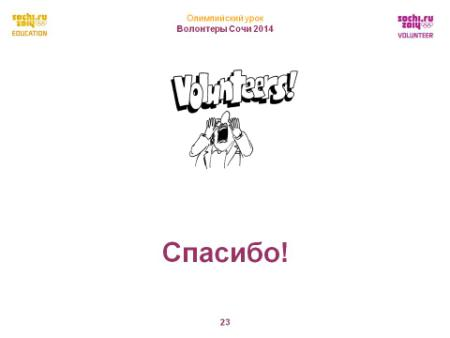 sochi.ru
2014
EDUCATION
Олимпийский урок
Волонтеры Сочи 2014
sochi.ru
2014
VOLUNTEER
Volunteers!
Спасибо!
23